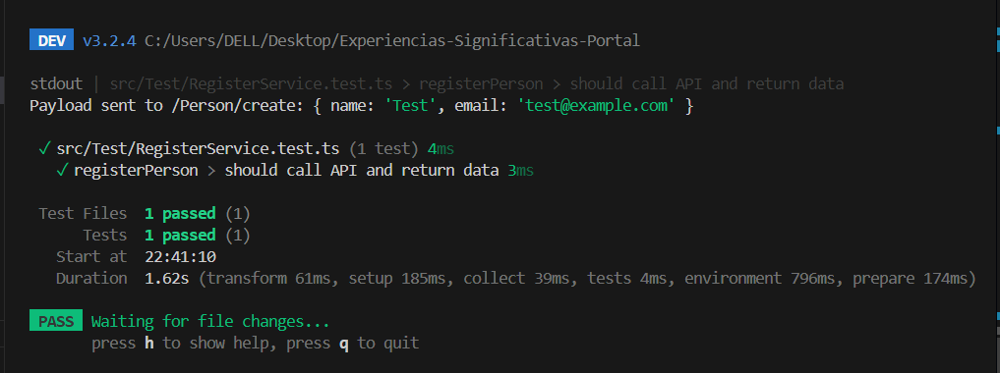 DEV v3.2.4 C:/Users/DELL/Desktop/Experiencias-Significativas-Portal
stdout | src/Test/RegisterService.test.ts > registerPerson > should call API and return data
Payload sent to /Person/create: { name: 'Test', email: 'test@example.com' }
✓ src/Test/RegisterService.test.ts (1 test) 4ms
✓ registerPerson > should call API and return data 3ms
Test Files 1 passed (1)
Tests 1 passed (1)
Start at 22:41:10
Duration 1.62s (transform 61ms, setup 185ms, collect 39ms, tests 4ms, environment 796ms, prepare 174ms)
PASS Waiting for file changes...
press h to show help, press q to quit